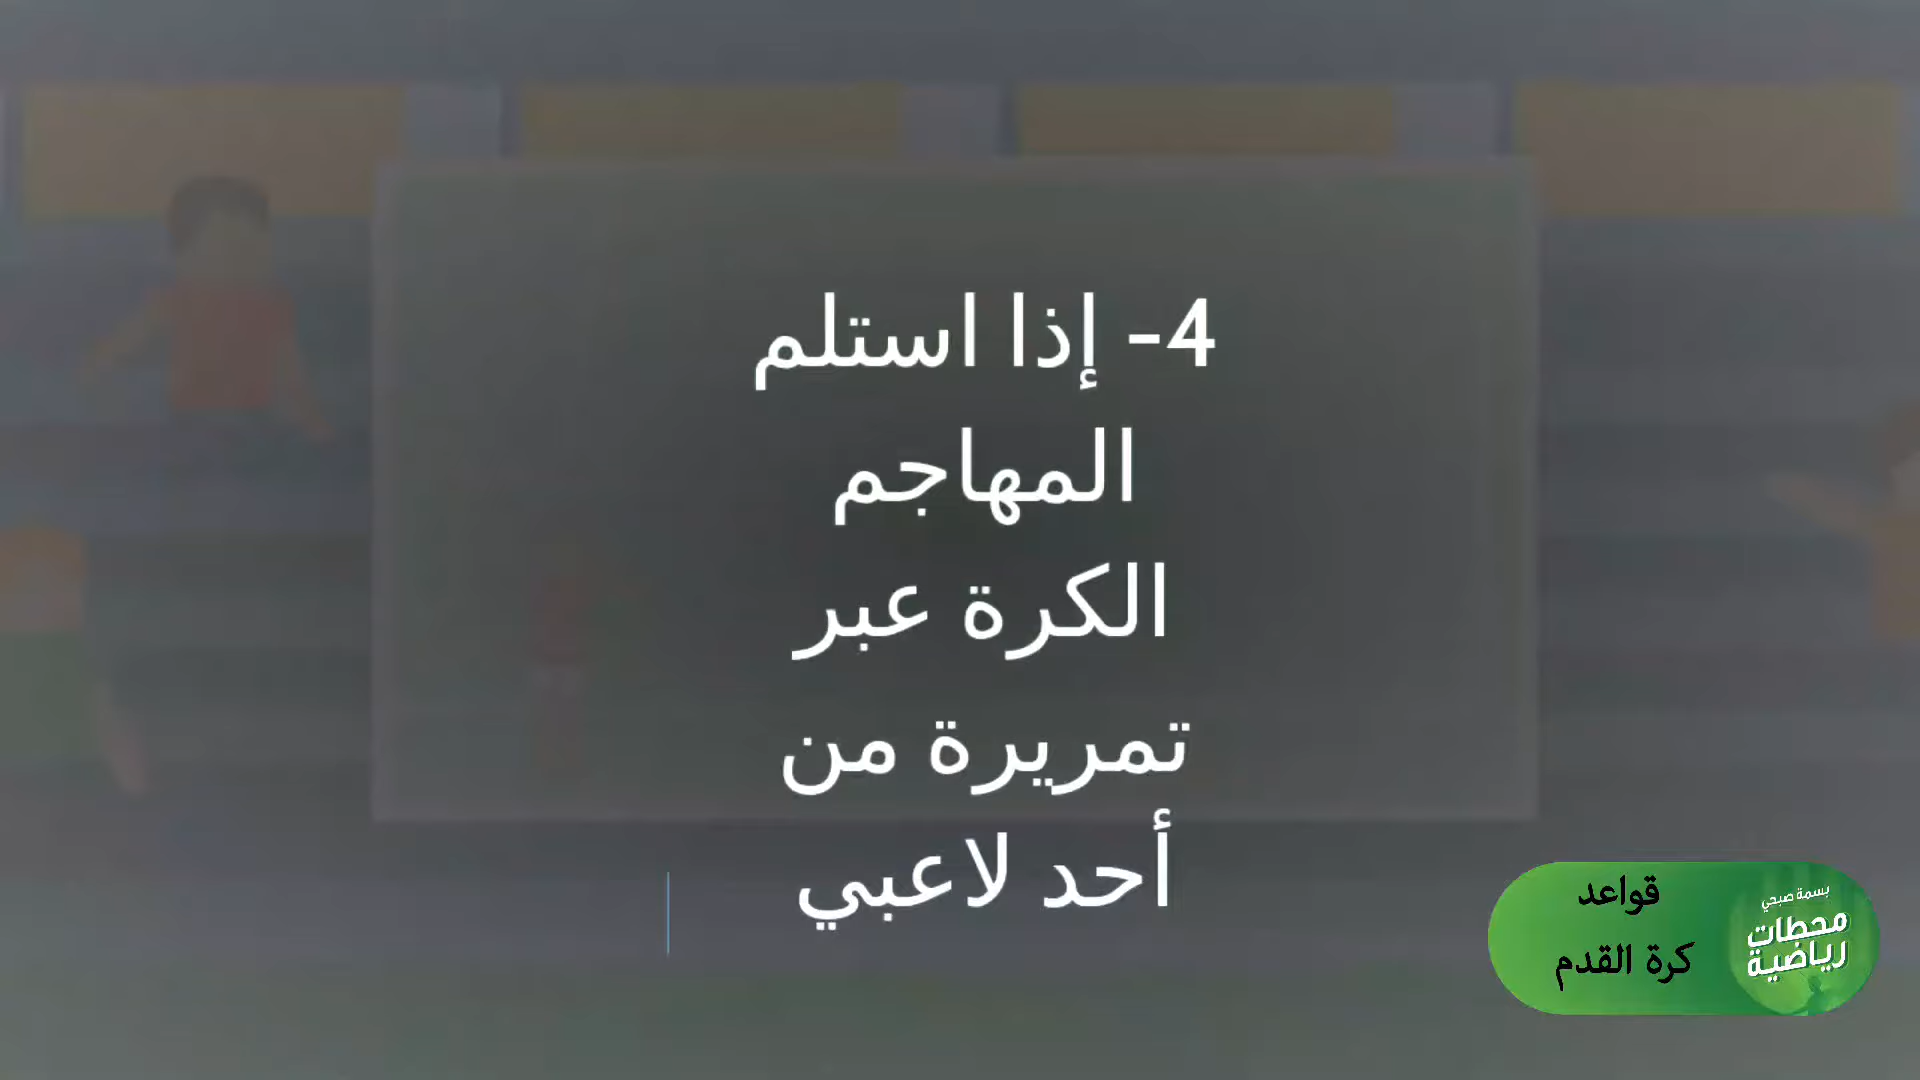 4- إذا استلم
المهاجم
الكرة عبر
تمريرة من
أحد لاعبي
قواعد
كرة القدم
بسمة صبحي
محطات
رياضية